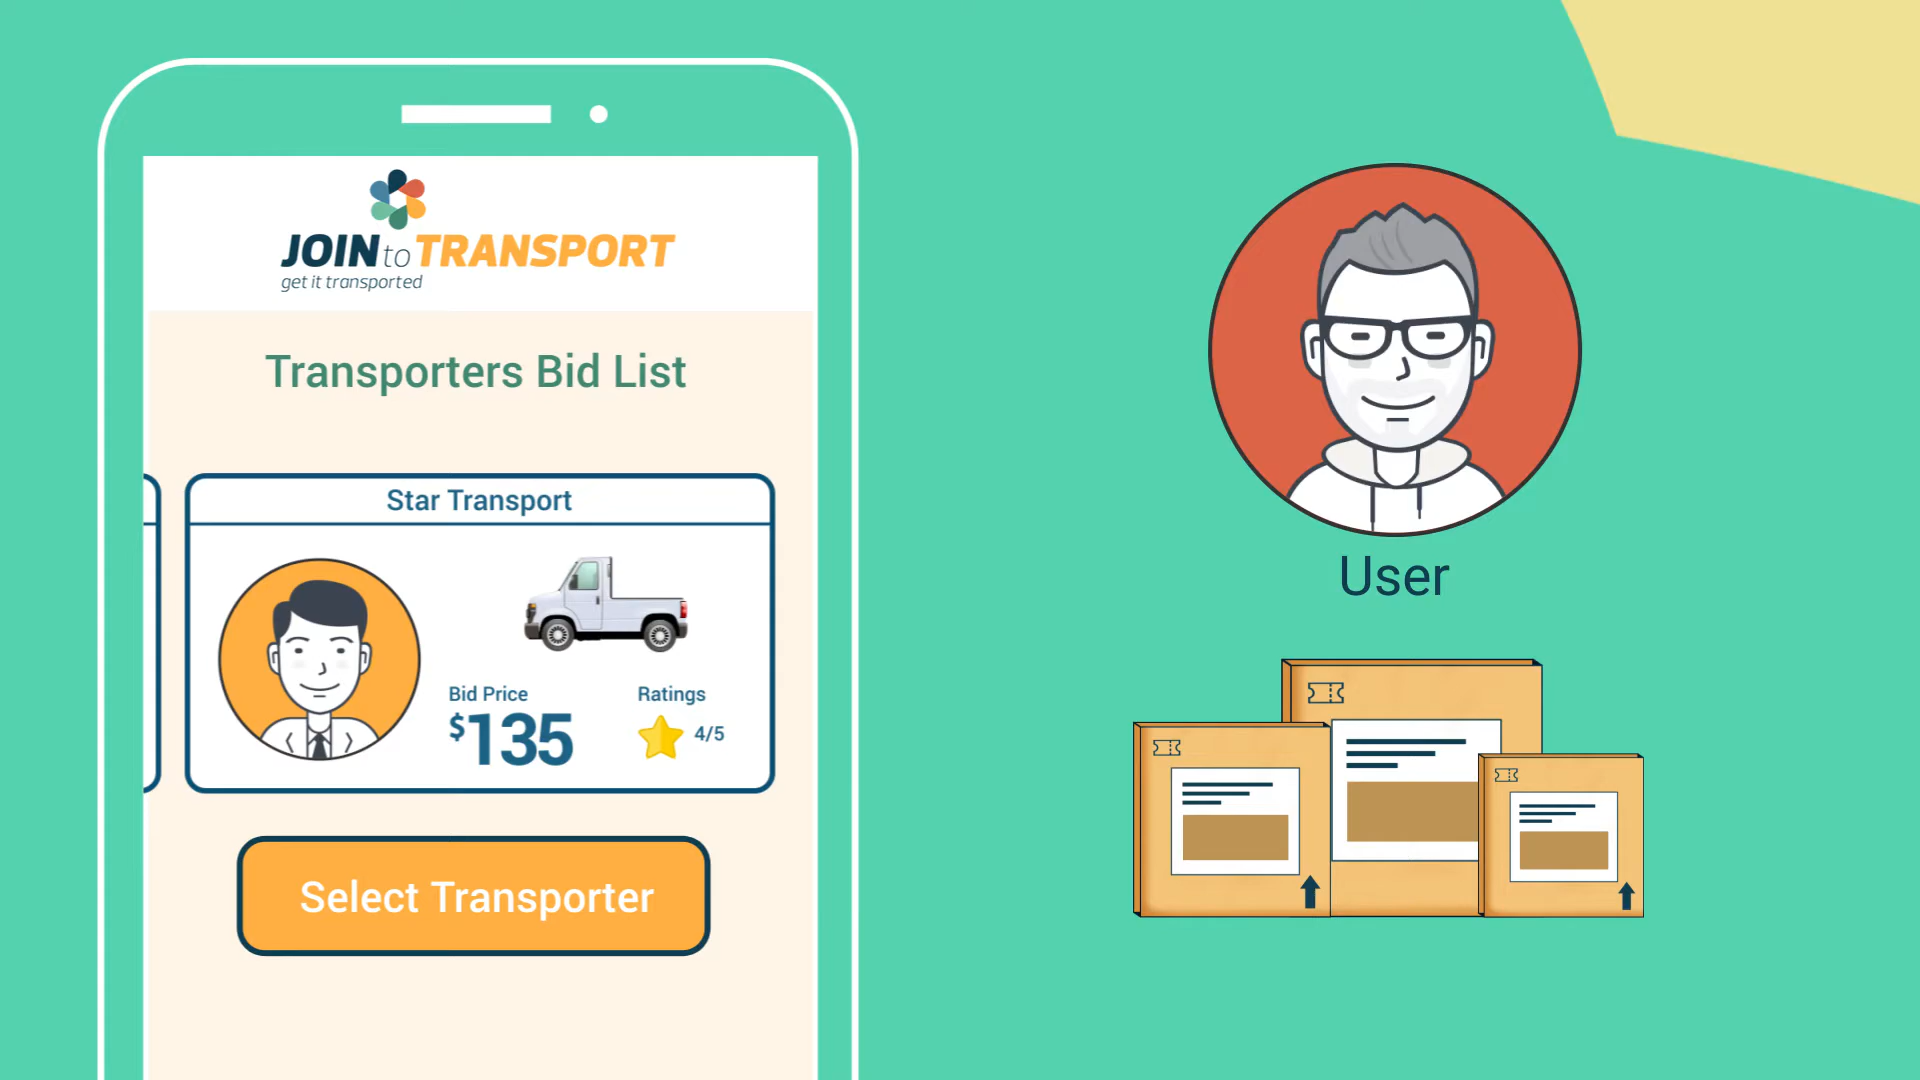 JOIN to TRANSPORT
get it transported
Transporters Bid List
Star Transport
Bid Price
$135
Ratings
4/5
Select Transporter
User